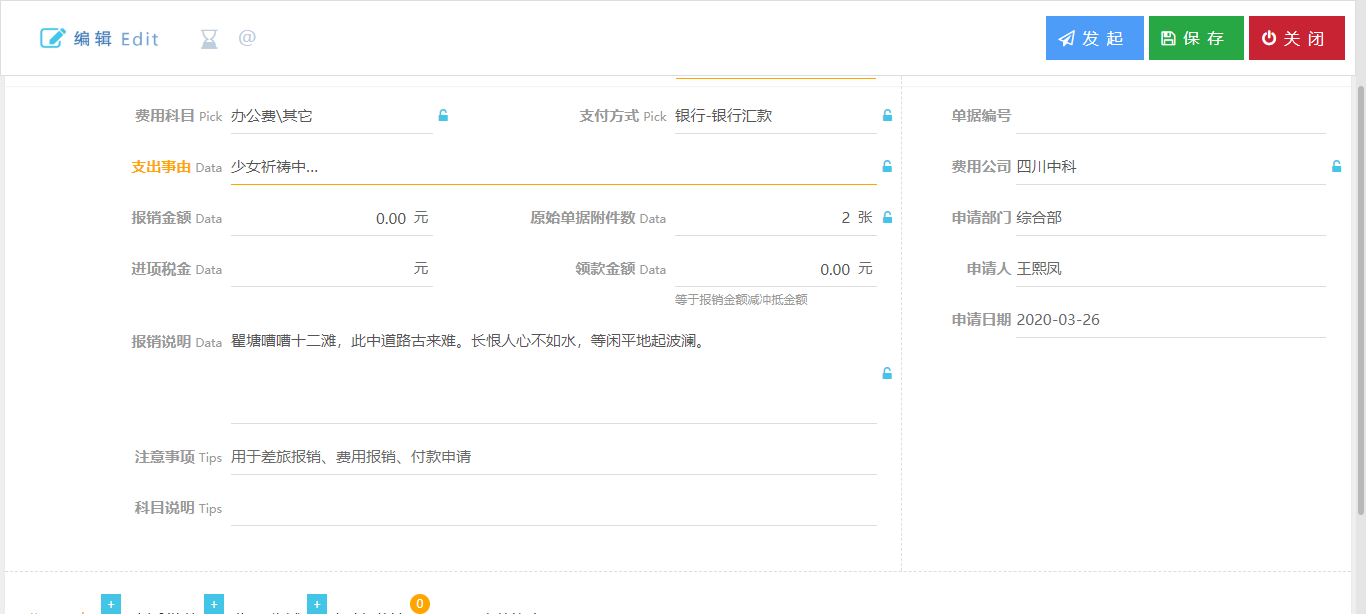 编辑 Edit @ 发起 保存 关闭
费用科目 Pick 办公费\其它 支付方式 Pick 银行-银行汇款 单据编号
支出事由 Data 少女祈祷中... 费用公司 四川中科
报销金额 Data 0.00 元 原始单据附件数 Data 2 张 申请部门 综合部
进项税金 Data 元 领款金额 Data 0.00 元 申请人 王熙凤
等于报销金额减冲抵金额
申请日期 2020-03-26
报销说明 Data 瞿塘嘈嘈十二滩，此中道路古来难。长恨人心不如水，等闲平地起波澜。
注意事项 Tips 用于差旅报销、费用报销、付款申请
科目说明 Tips
+ + + 0